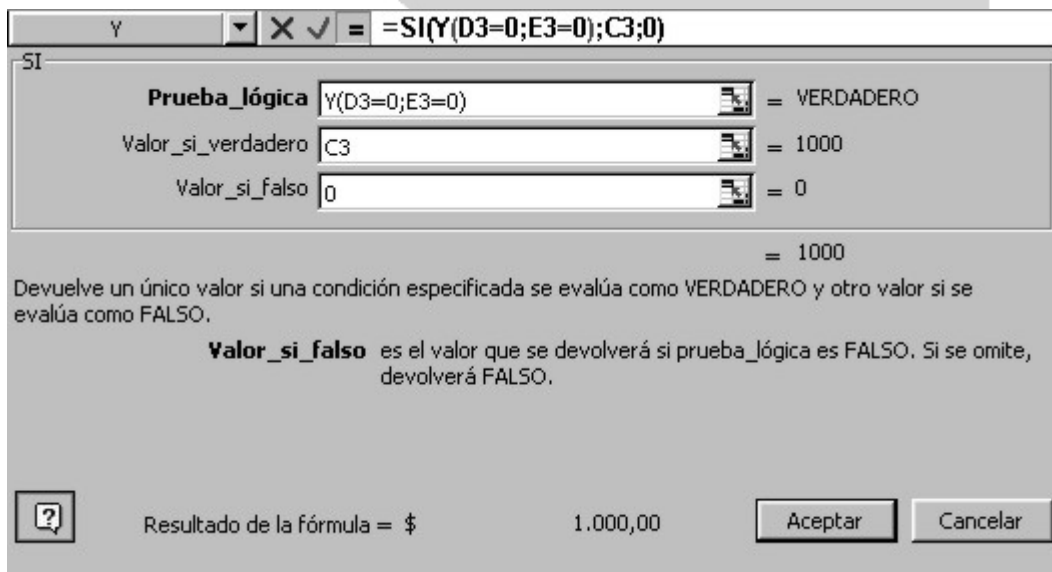 Y = =SI(Y(D3=0;E3=0);C3;0)
SI
Prueba_lógica Y(D3=0;E3=0) = VERDADERO
Valor_si_verdadero C3 = 1000
Valor_si_falso 0 = 0
= 1000
Devuelve un único valor si una condición especificada se evalúa como VERDADERO y otro valor si se
evalúa como FALSO.
Valor_si_falso es el valor que se devolverá si prueba_lógica es FALSO. Si se omite,
devolverá FALSO.
? Resultado de la fórmula = $ 1.000,00 Aceptar Cancelar